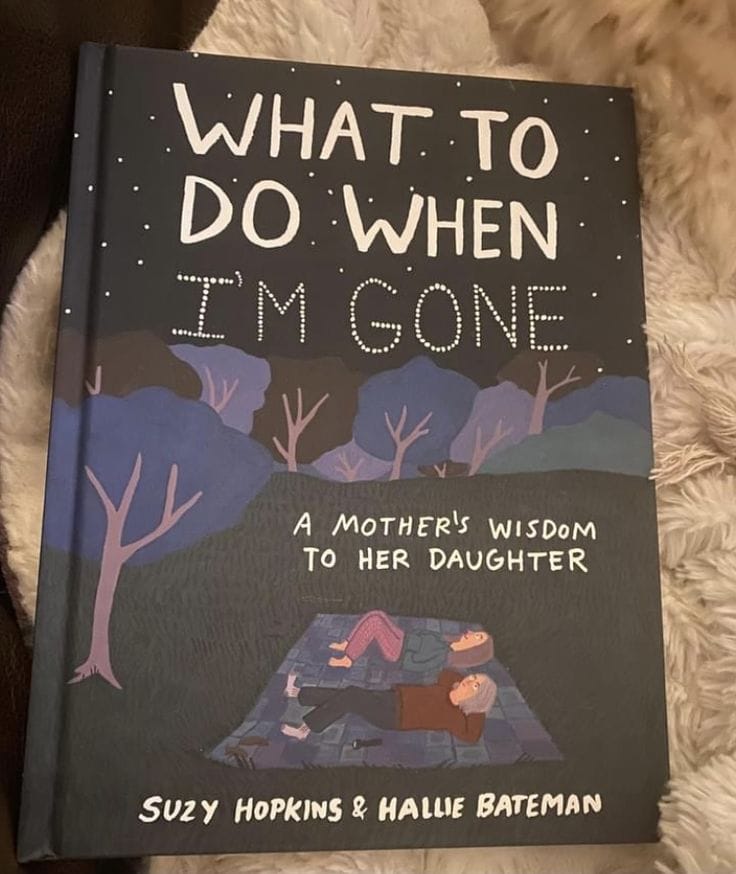 WHAT TO
DO WHEN
I'M GONE
A MOTHER'S WISDOM
TO HER DAUGHTER
SUZY HOPKINS & HALLIE BATEMAN